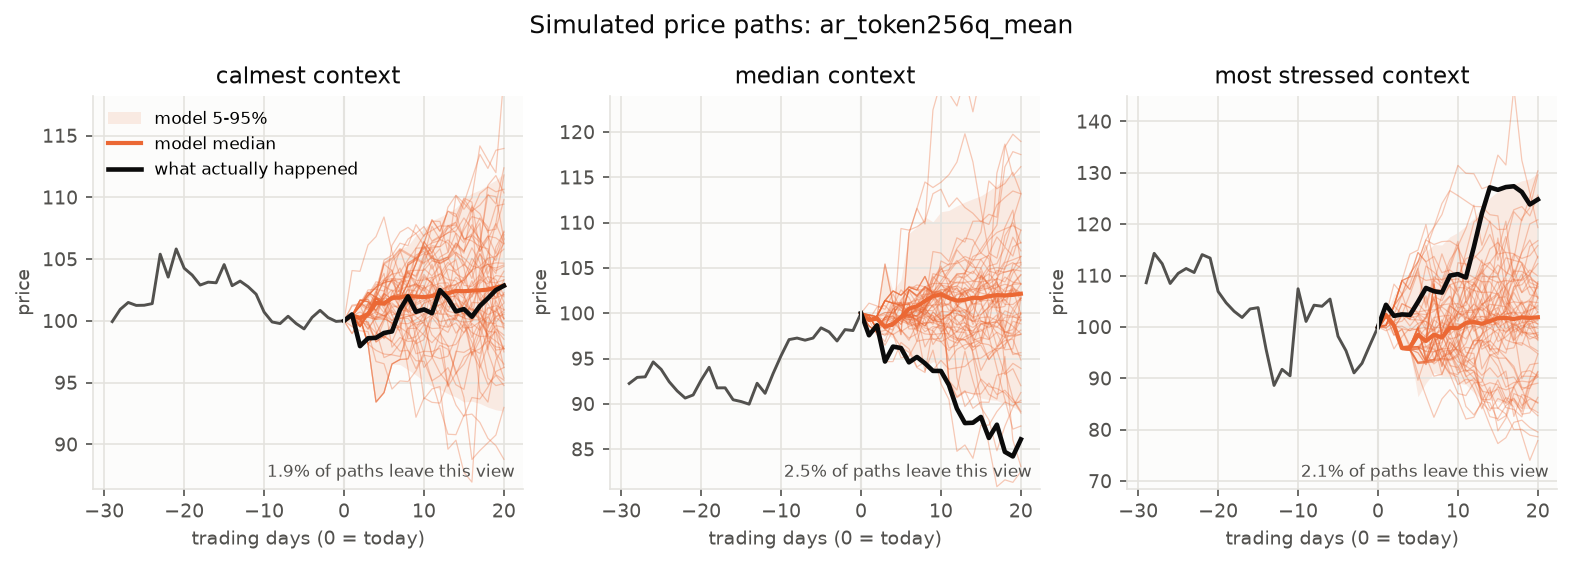 Simulated price paths: ar_token256q_mean
calmest context
median context
most stressed context
model 5-95%
model median
what actually happened
price
115
110
105
100
95
90
1.9% of paths leave this view
−30
−20
−10
0
10
20
trading days (0 = today)
price
120
115
110
105
100
95
90
85
2.5% of paths leave this view
−30
−20
−10
0
10
20
trading days (0 = today)
price
140
130
120
110
100
90
80
70
2.1% of paths leave this view
−30
−20
−10
0
10
20
trading days (0 = today)